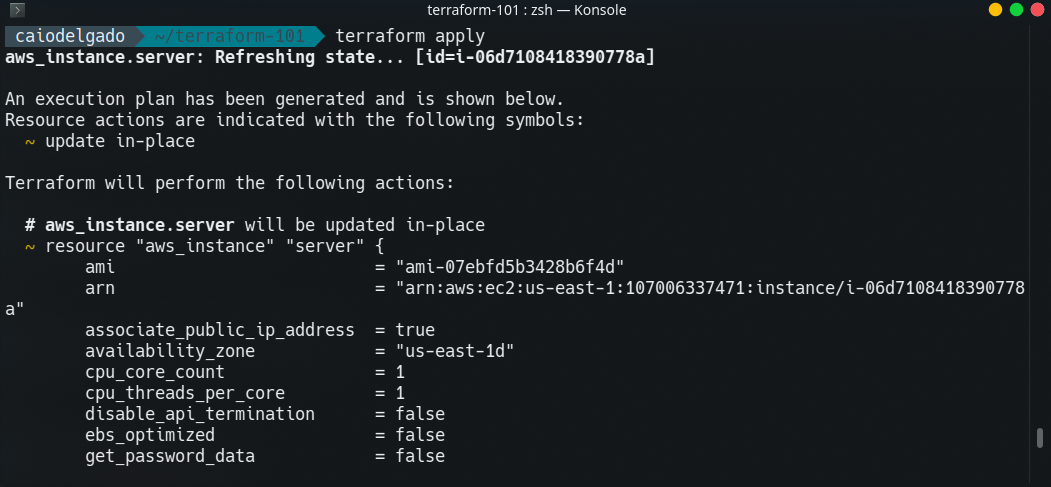 terraform-101 : zsh — Konsole
caiodelgado ~/terraform-101 terraform apply
aws_instance.server: Refreshing state... [id=i-06d7108418390778a]
An execution plan has been generated and is shown below.
Resource actions are indicated with the following symbols:
~ update in-place
Terraform will perform the following actions:
# aws_instance.server will be updated in-place
~ resource "aws_instance" "server" {
ami = "ami-07ebfd5b3428b6f4d"
arn = "arn:aws:ec2:us-east-1:107006337471:instance/i-06d7108418390778
a"
associate_public_ip_address = true
availability_zone = "us-east-1d"
cpu_core_count = 1
cpu_threads_per_core = 1
disable_api_termination = false
ebs_optimized = false
get_password_data = false